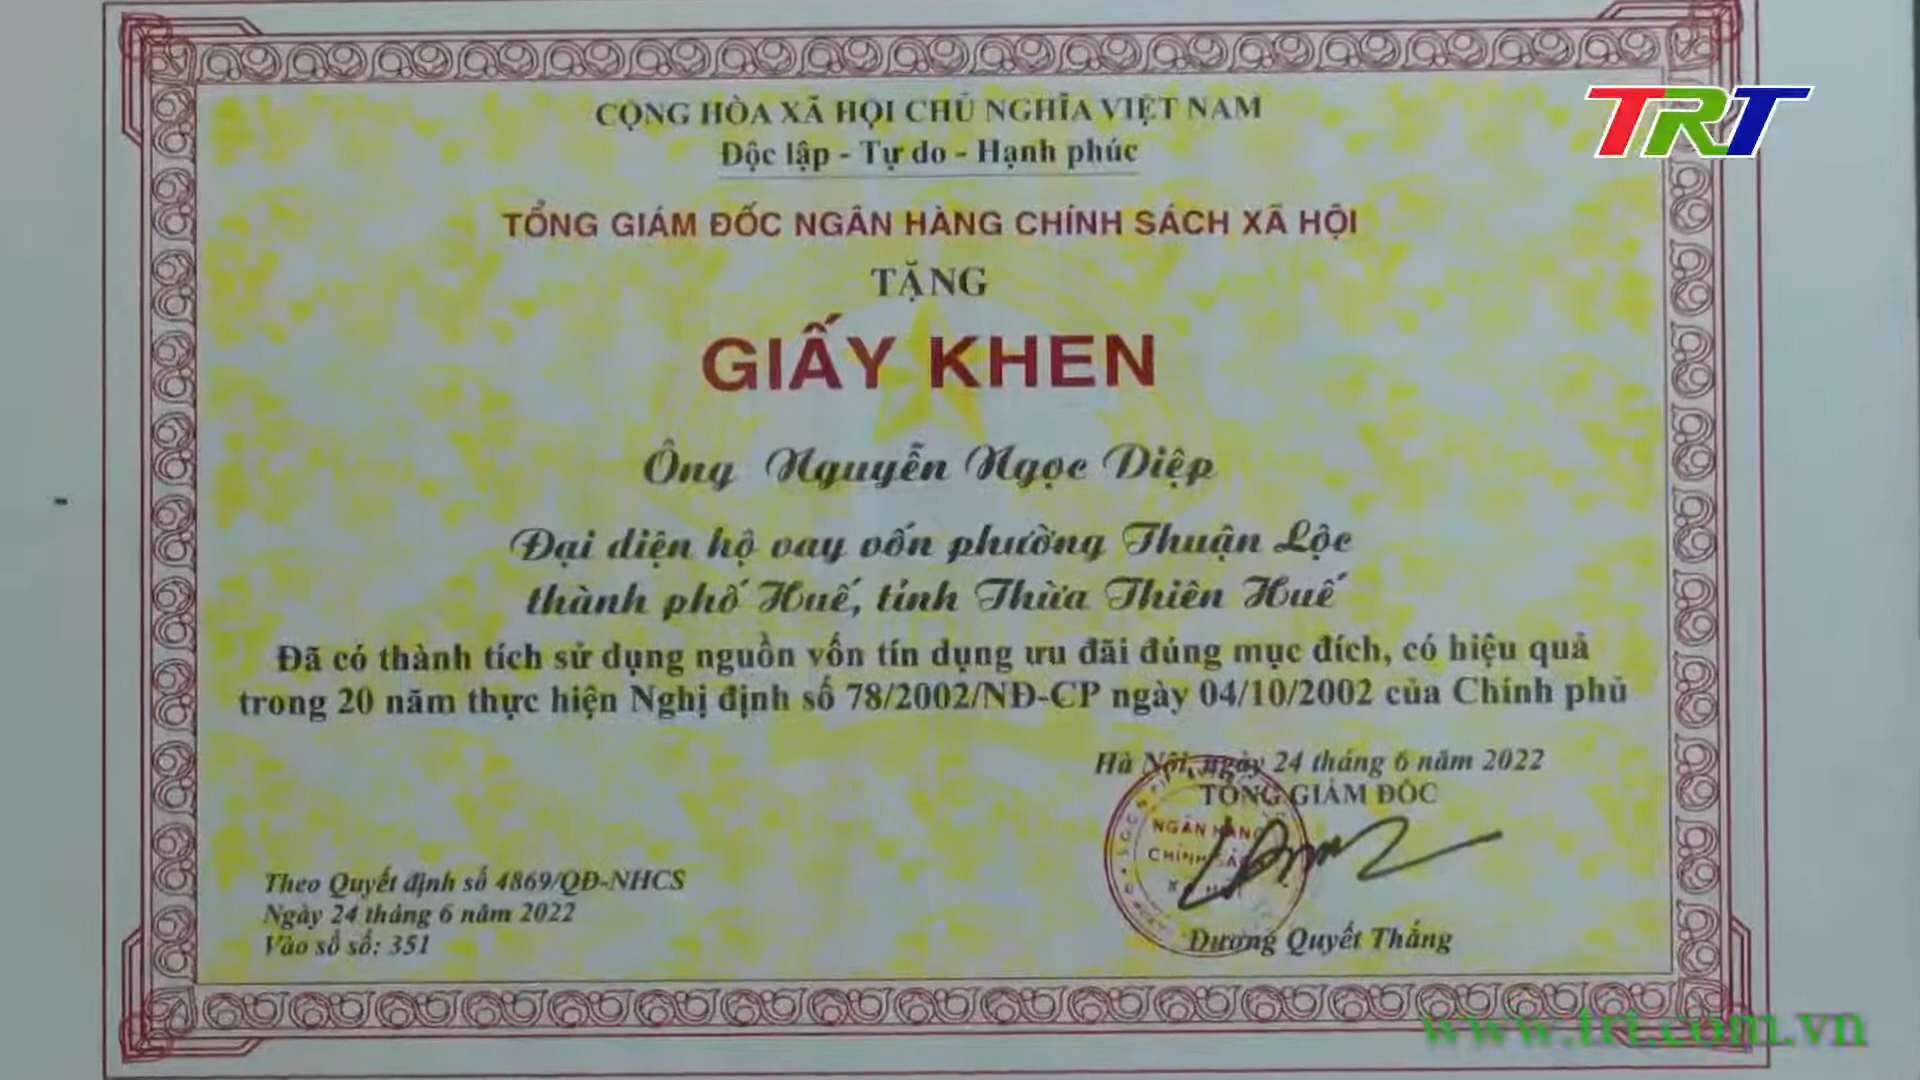 TRT
CỘNG HÒA XÃ HỘI CHỦ NGHĨA VIỆT NAM
Độc lập - Tự do - Hạnh phúc
TỔNG GIÁM ĐỐC NGÂN HÀNG CHÍNH SÁCH XÃ HỘI
TẶNG
GIẤY KHEN
Ông Nguyễn Ngọc Diệp
Đại diện hộ vay vốn phường Thuận Lộc
thành phố Huế, tỉnh Thừa Thiên Huế
Đã có thành tích sử dụng nguồn vốn tín dụng ưu đãi đúng mục đích, có hiệu quả
trong 20 năm thực hiện Nghị định số 78/2002/NĐ-CP ngày 04/10/2002 của Chính phủ
Hà Nội, ngày 24 tháng 6 năm 2022
TỔNG GIÁM ĐỐC
NGÂN HÀNG
CHÍNH SÁCH
Dương Quyết Thắng
Theo Quyết định số 4869/QĐ-NHCS
Ngày 24 tháng 6 năm 2022
Vào sổ số: 351
www.trt.com.vn